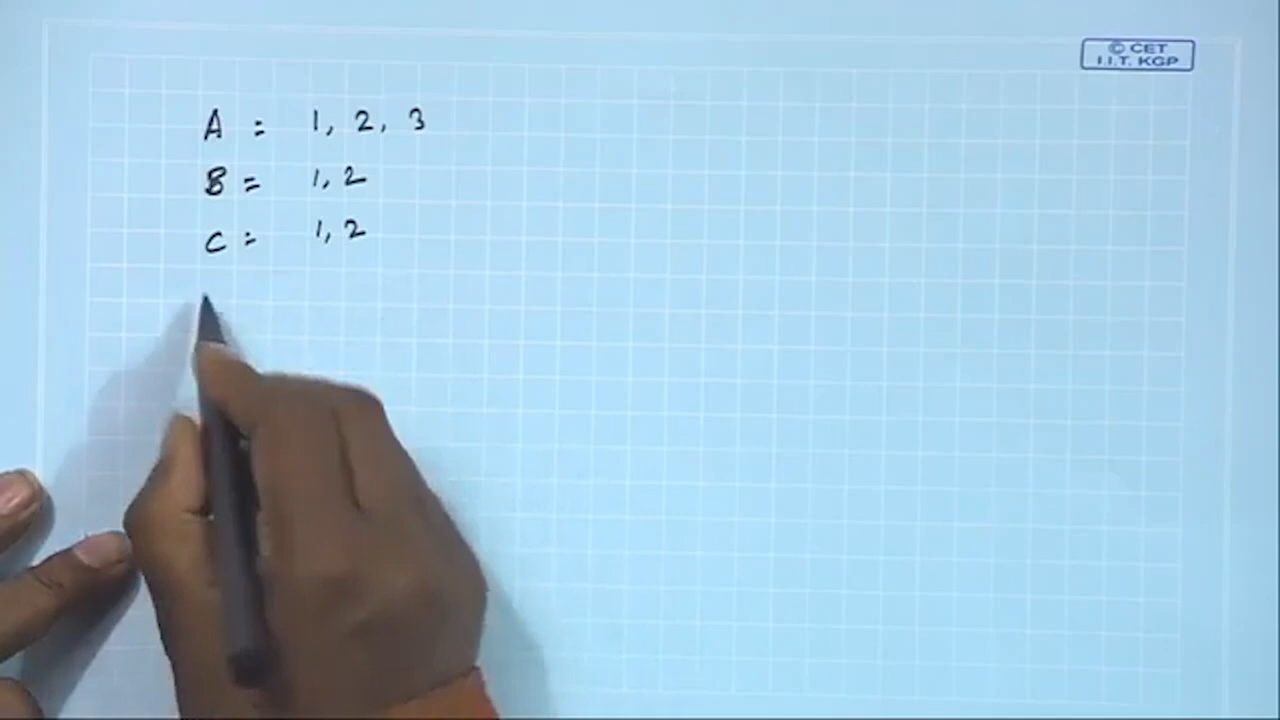 © CET
I.I.T. KGP
A = 1, 2, 3
B = 1, 2
C = 1, 2